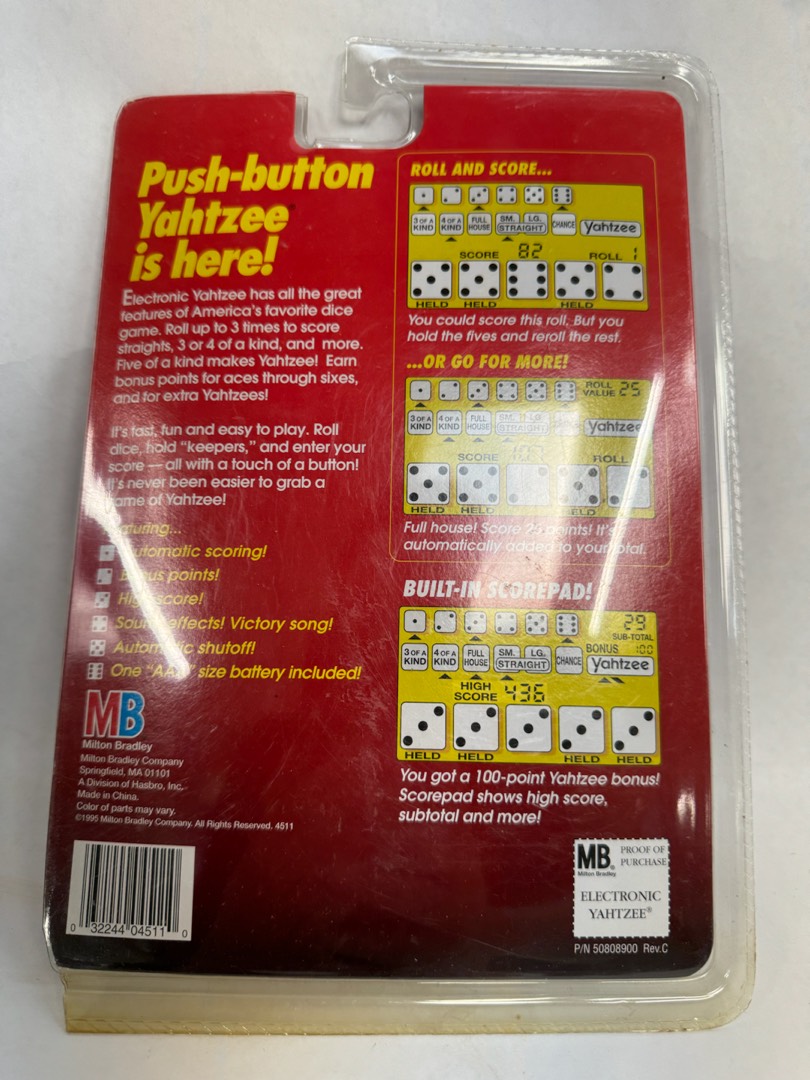 Push-button
Yahtzee®
is here!
Electronic Yahtzee has all the great
features of America's favorite dice
game. Roll up to 3 times to score
straights, 3 or 4 of a kind, and more.
Five of a kind makes Yahtzee! Earn
bonus points for aces through sixes,
and for extra Yahtzees!
It's fast, fun and easy to play. Roll
dice, hold "keepers," and enter your
score — all with a touch of a button!
It's never been easier to grab a
game of Yahtzee!
Automatic scoring!
Bonus points!
High score!
Sound effects! Victory song!
Automatic shutoff!
One "AAA" size battery included!
MB
Milton Bradley
Milton Bradley Company
Springfield, MA 01101
A Division of Hasbro, Inc.
Made in China.
Color of parts may vary.
©1995 Milton Bradley Company. All Rights Reserved. 4511
0 32244 04511 0
ROLL AND SCORE...
3 OF A KIND 4 OF A KIND FULL HOUSE SM. LG. STRAIGHT CHANCE Yahtzee
SCORE 82 ROLL 1
HELD HELD HELD
You could score this roll. But you
hold the fives and reroll the rest.
...OR GO FOR MORE!
ROLL VALUE 25
3 OF A KIND 4 OF A KIND FULL HOUSE SM. LG. STRAIGHT Yahtzee
SCORE 107 ROLL
HELD HELD HELD
Full house! Score 25 points! It's
automatically added to your total.
BUILT-IN SCOREPAD!
29
SUB-TOTAL
3 OF A KIND 4 OF A KIND FULL HOUSE SM. LG. STRAIGHT CHANCE BONUS 100 Yahtzee
HIGH SCORE 436
HELD HELD HELD HELD HELD
You got a 100-point Yahtzee bonus!
Scorepad shows high score,
subtotal and more!
MB® PROOF OF
Milton Bradley PURCHASE
ELECTRONIC
YAHTZEE®
P/N 50808900 Rev.C